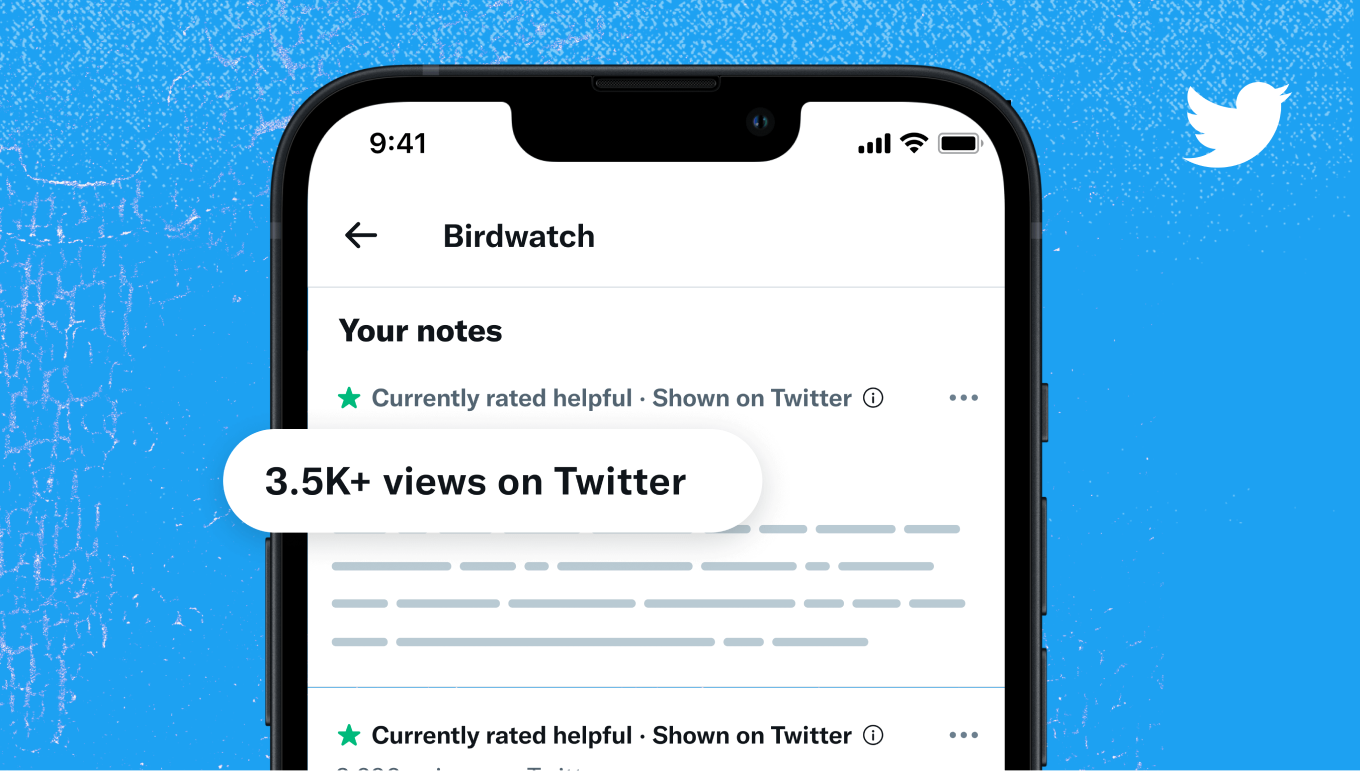 9:41
Birdwatch
Your notes
Currently rated helpful · Shown on Twitter
3.5K+ views on Twitter
Currently rated helpful · Shown on Twitter